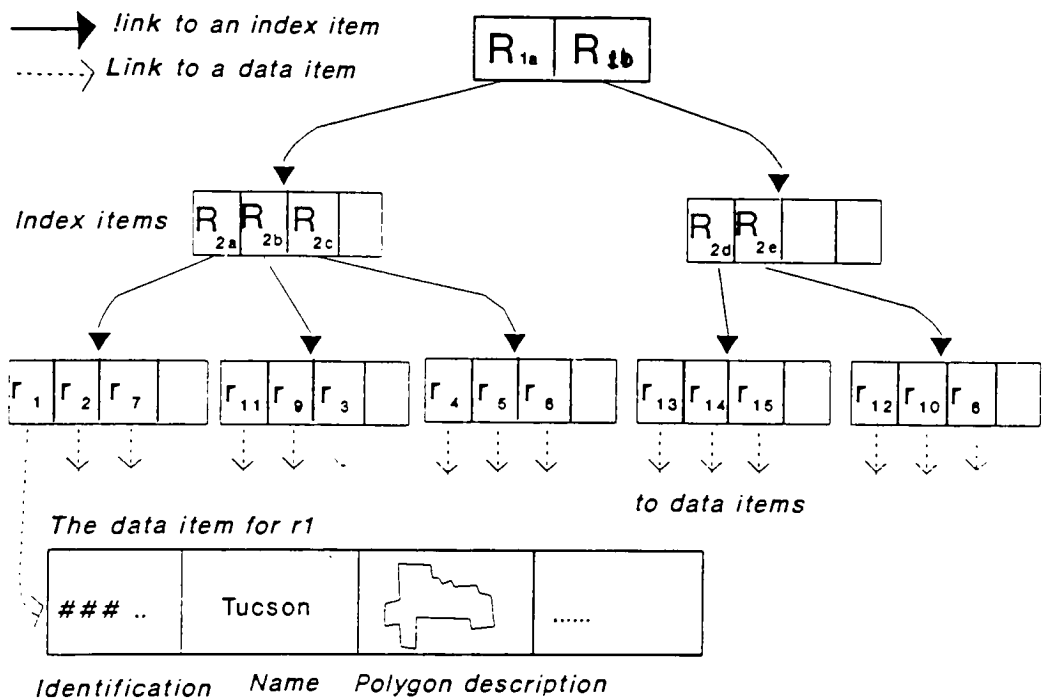 !ink to an index item
Link to a data item
R1a R1b
Index items
R2a R2b R2c
R2d R2e
r1 r2 r7
r11 r9 r3
r4 r5 r6
r13 r14 r15
r12 r10 r6
to data items
The data item for r1
### ..
Tucson
......
Identification Name Polygon description